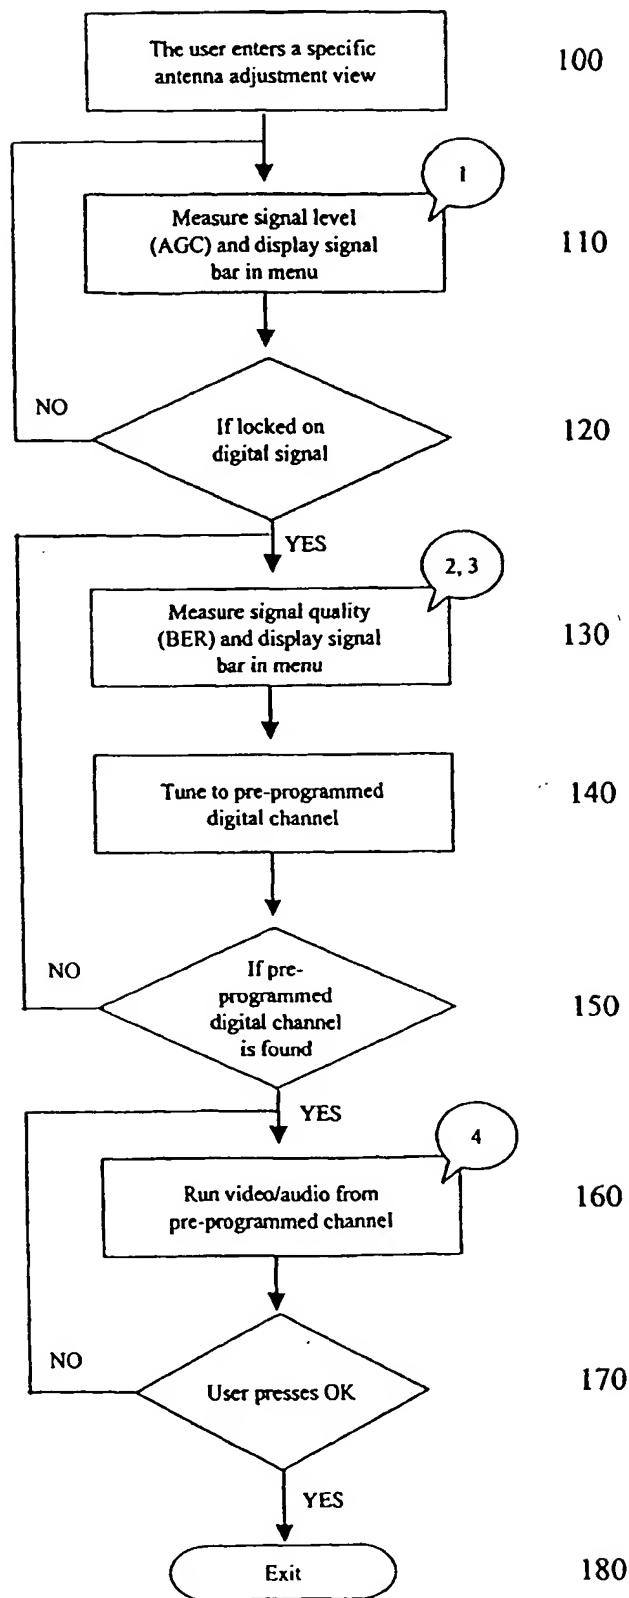 The user enters a specific
antenna adjustment view
100
1
Measure signal level
(AGC) and display signal
bar in menu
110
NO
If locked on
digital signal
120
YES
2, 3
Measure signal quality
(BER) and display signal
bar in menu
130
Tune to pre-programmed
digital channel
140
NO
If pre-
programmed
digital channel
is found
150
YES
4
Run video/audio from
pre-programmed channel
160
NO
User presses OK
170
YES
Exit
180